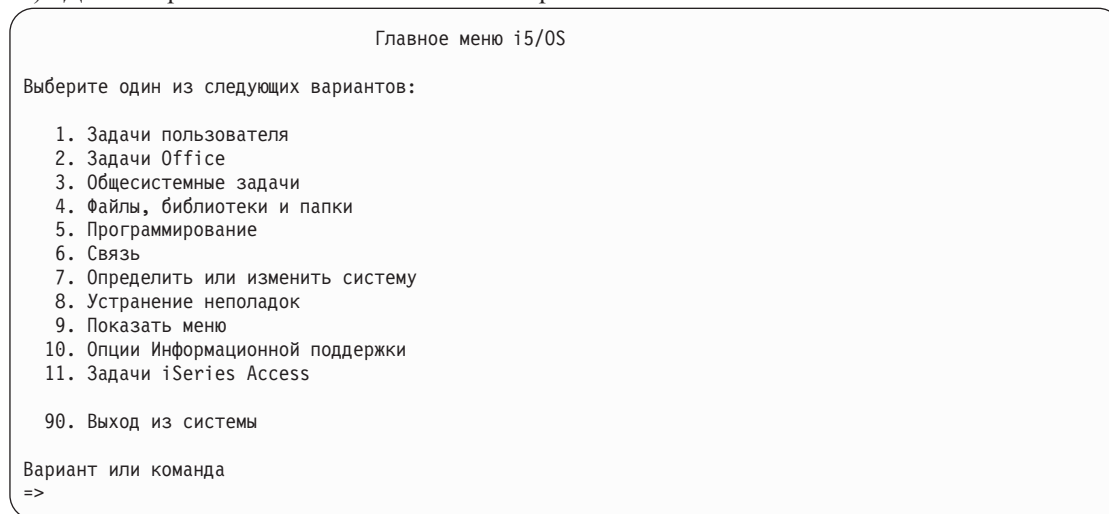 Главное меню i5/OS
Выберите один из следующих вариантов:
1. Задачи пользователя
2. Задачи Office
3. Общесистемные задачи
4. Файлы, библиотеки и папки
5. Программирование
6. Связь
7. Определить или изменить систему
8. Устранение неполадок
9. Показать меню
10. Опции Информационной поддержки
11. Задачи iSeries Access
90. Выход из системы
Вариант или команда
=>